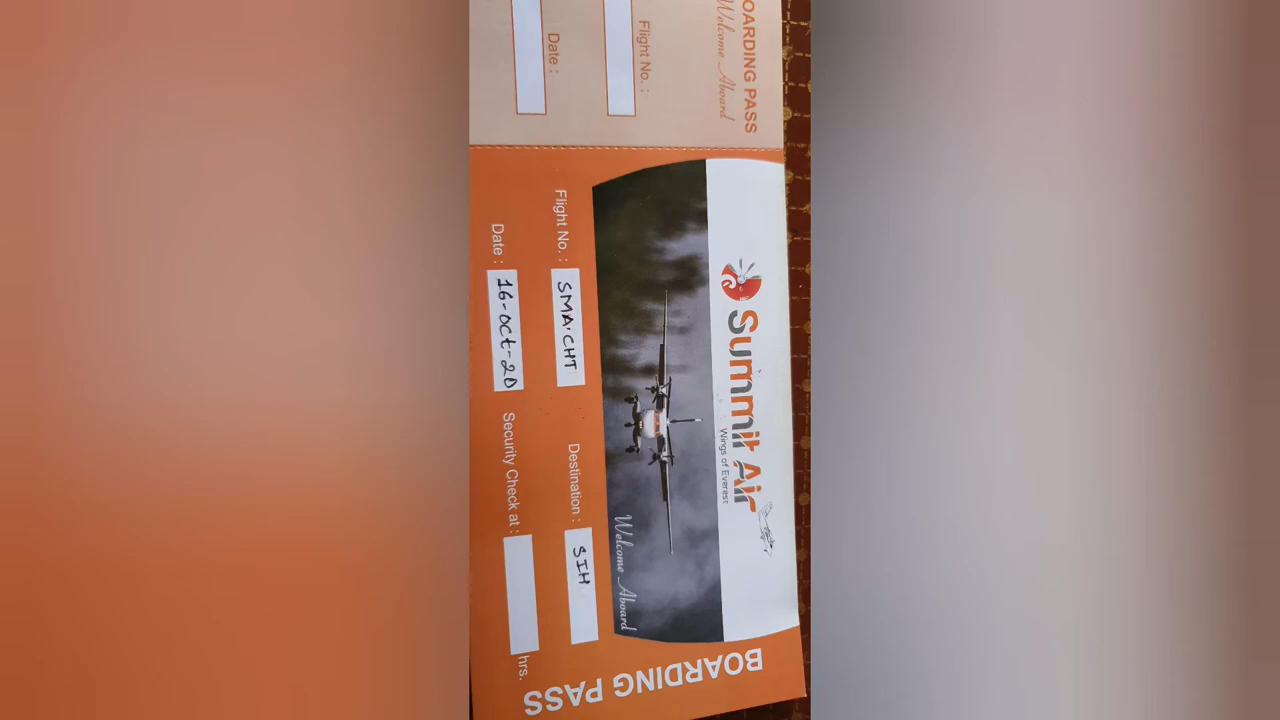 BOARDING PASS
Welcome Aboard
Flight No. :
Date :
Summit Air
Wings of Everest
Welcome Aboard
Flight No. : SMA.CHT Destination : SIH
Date : 16-Oct-20 Security Check at : hrs.
BOARDING PASS